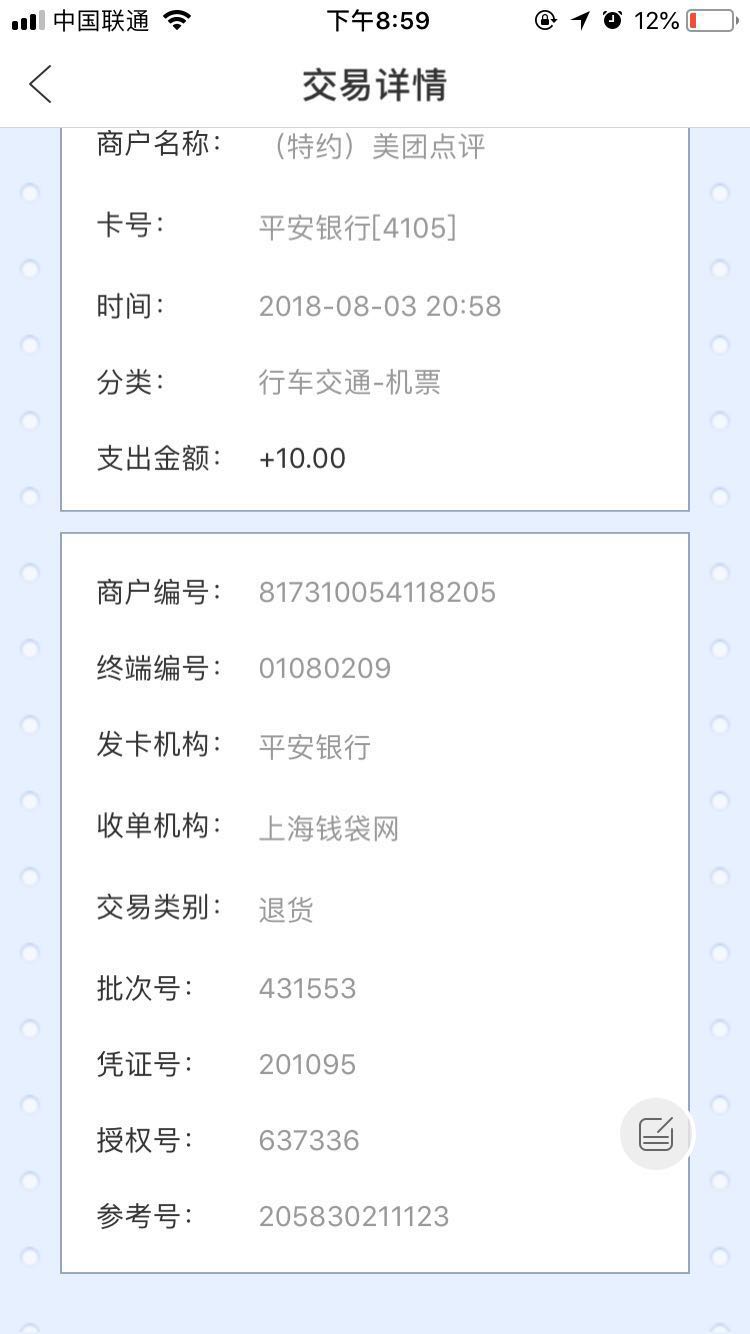 中国联通 下午8:59 12%
交易详情
商户名称： （特约）美团点评
卡号： 平安银行[4105]
时间： 2018-08-03 20:58
分类： 行车交通-机票
支出金额： +10.00
商户编号： 817310054118205
终端编号： 01080209
发卡机构： 平安银行
收单机构： 上海钱袋网
交易类别： 退货
批次号： 431553
凭证号： 201095
授权号： 637336
参考号： 205830211123